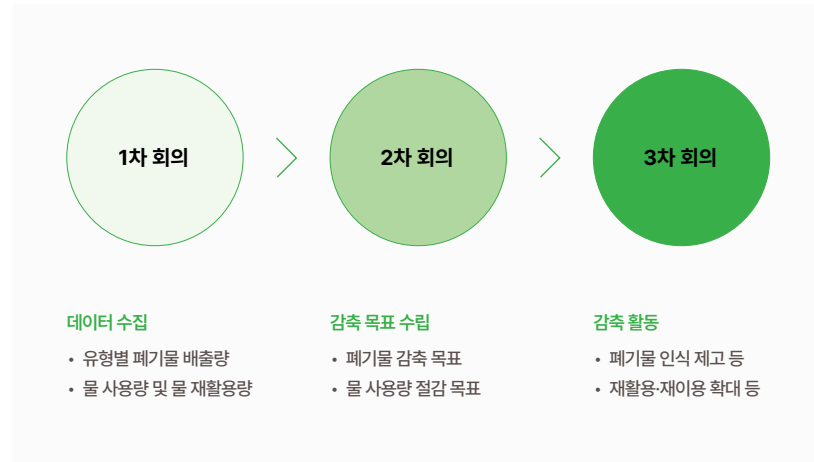 1차 회의
2차 회의
3차 회의
데이터 수집
• 유형별 폐기물 배출량
• 물 사용량 및 물 재활용량
감축 목표 수립
• 폐기물 감축 목표
• 물 사용량 절감 목표
감축 활동
• 폐기물 인식 제고 등
• 재활용·재이용 확대 등